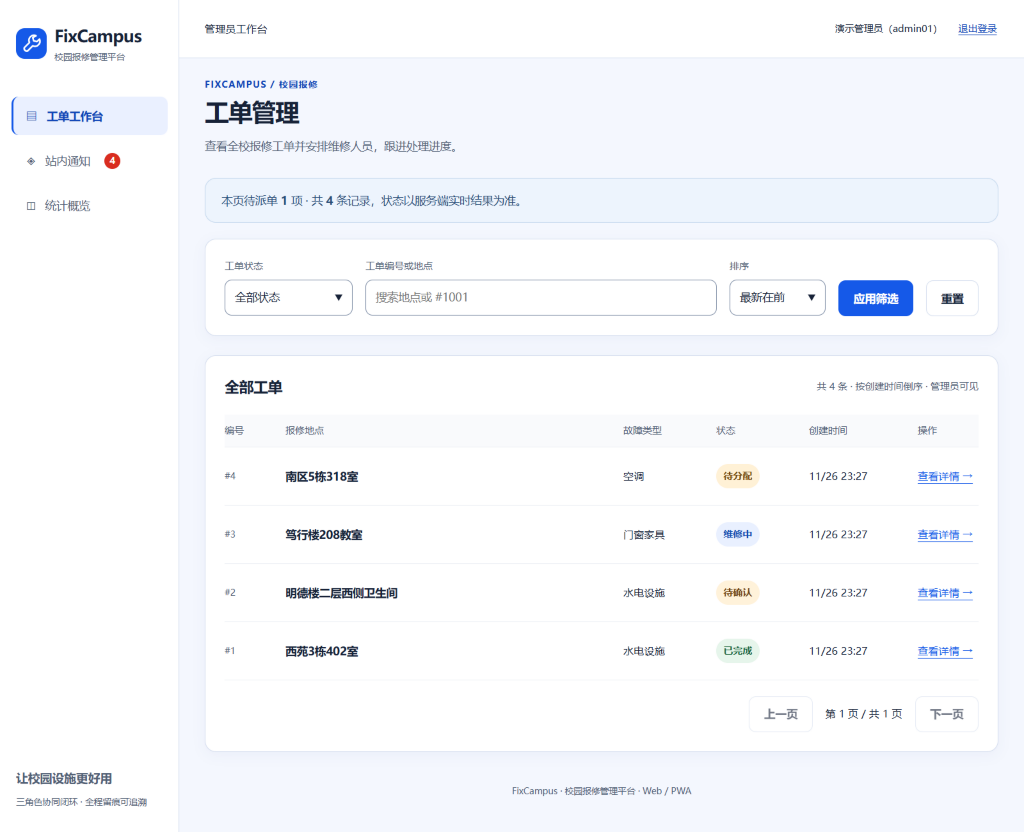 FixCampus
校园报修管理平台
工单工作台
站内通知 4
统计概览
让校园设施更好用
三角色协同闭环 · 全程留痕可追溯
管理员工作台
演示管理员（admin01） 退出登录
FIXCAMPUS / 校园报修
工单管理
查看全校报修工单并安排维修人员，跟进处理进度。
本页待派单 1 项 · 共 4 条记录，状态以服务端实时结果为准。
工单状态 工单编号或地点 排序
全部状态 搜索地点或 #1001 最新在前 应用筛选 重置
全部工单 共 4 条 · 按创建时间倒序 · 管理员可见
编号 报修地点 故障类型 状态 创建时间 操作
#4 南区5栋318室 空调 待分配 11/26 23:27 查看详情 →
#3 笃行楼208教室 门窗家具 维修中 11/26 23:27 查看详情 →
#2 明德楼二层西侧卫生间 水电设施 待确认 11/26 23:27 查看详情 →
#1 西苑3栋402室 水电设施 已完成 11/26 23:27 查看详情 →
上一页 第 1 页 / 共 1 页 下一页
FixCampus · 校园报修管理平台 · Web / PWA